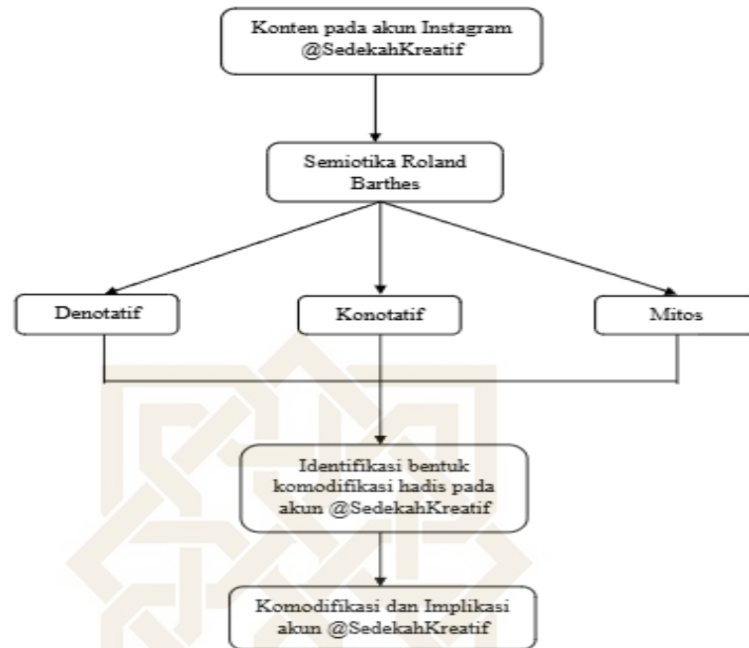 Konten pada akun Instagram
@SedekahKreatif
Semiotika Roland
Barthes
Denotatif
Konotatif
Mitos
Identifikasi bentuk
komodifikasi hadis pada
akun @SedekahKreatif
Komodifikasi dan Implikasi
akun @SedekahKreatif